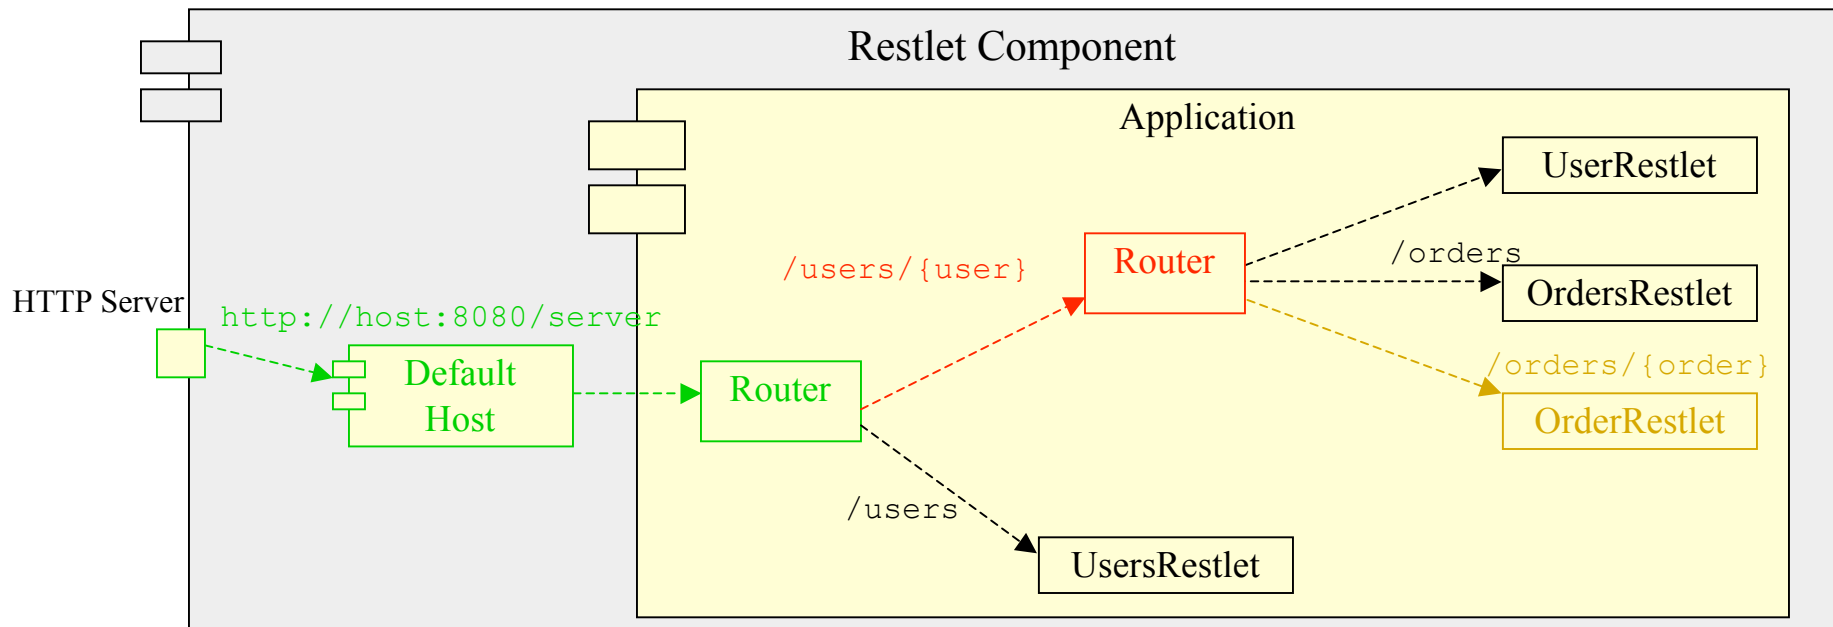 Restlet Component
Application
UserRestlet
/orders
/users/{user}
Router
OrdersRestlet
HTTP Server
http://host:8080/server
/orders/{order}
Default
Host
Router
OrderRestlet
/users
UsersRestlet